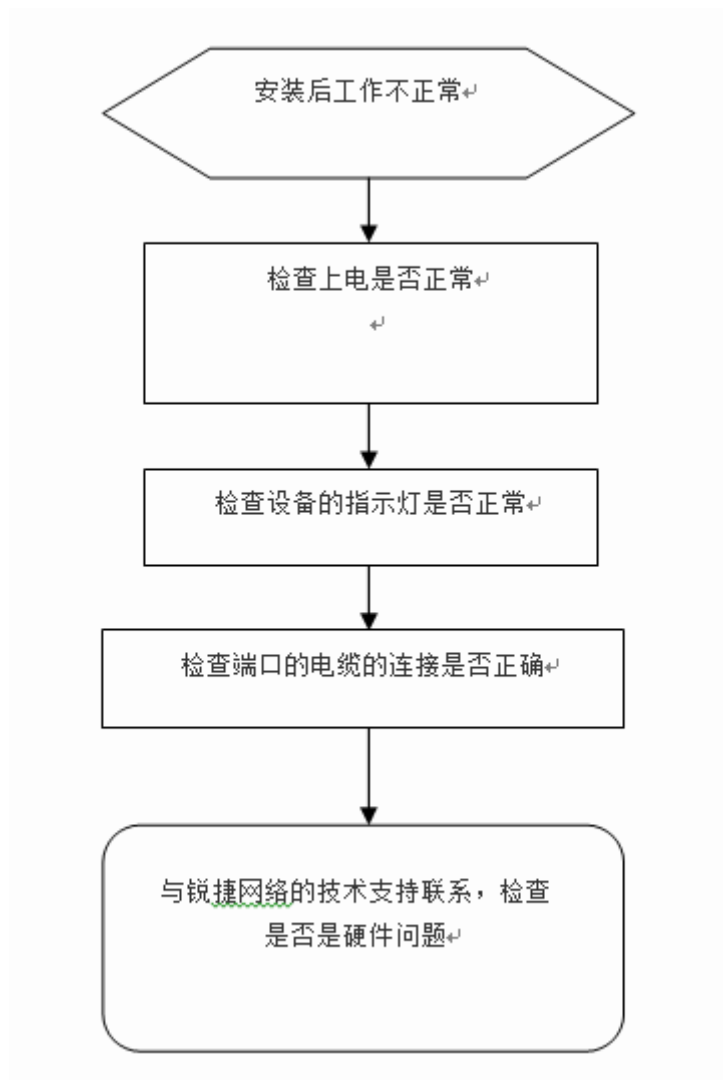 安装后工作不正常
检查上电是否正常
检查设备的指示灯是否正常
检查端口的电缆的连接是否正确
与锐捷网络的技术支持联系，检查
是否是硬件问题